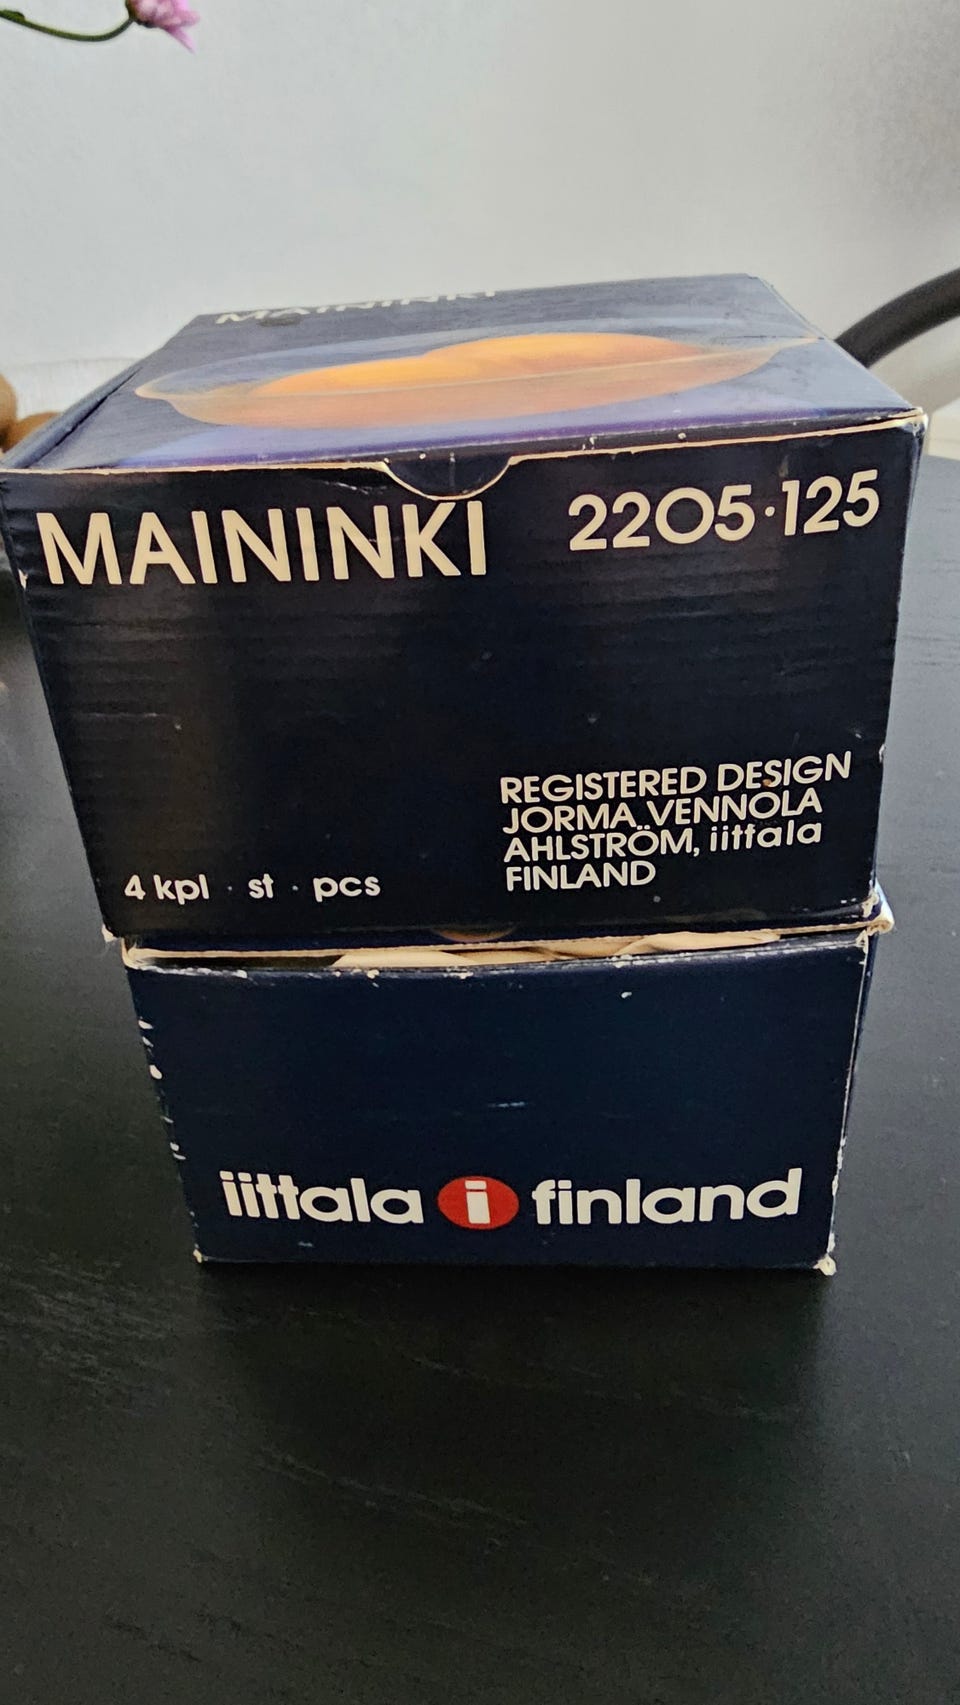 MAININKI
MAININKI 2205·125
REGISTERED DESIGN
JORMA VENNOLA
AHLSTRÖM, iittala
FINLAND
4 kpl · st · pcs
iittala i finland